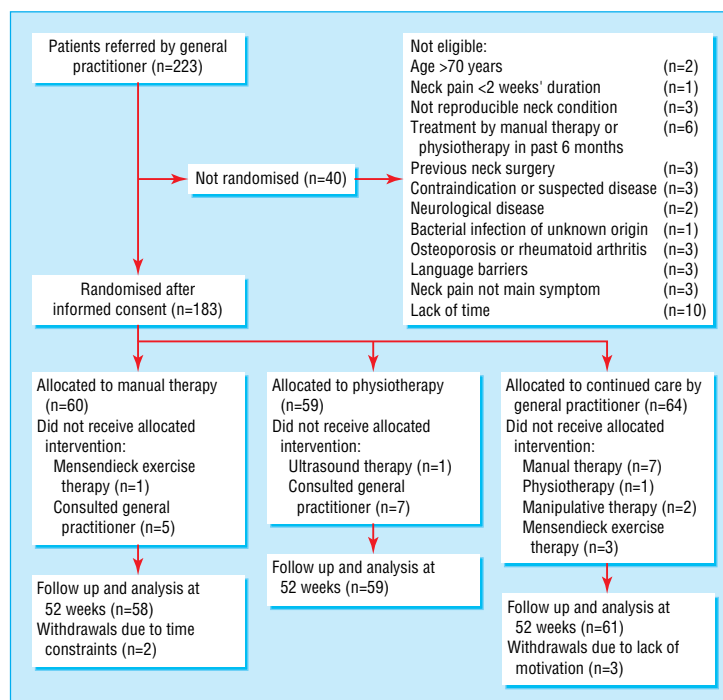 Patients referred by general
practitioner (n=223)
Not randomised (n=40)
Not eligible:
Age >70 years (n=2)
Neck pain <2 weeks' duration (n=1)
Not reproducible neck condition (n=3)
Treatment by manual therapy or (n=6)
physiotherapy in past 6 months
Previous neck surgery (n=3)
Contraindication or suspected disease (n=3)
Neurological disease (n=2)
Bacterial infection of unknown origin (n=1)
Osteoporosis or rheumatoid arthritis (n=3)
Language barriers (n=3)
Neck pain not main symptom (n=3)
Lack of time (n=10)
Randomised after
informed consent (n=183)
Allocated to manual therapy
(n=60)
Did not receive allocated
intervention:
Mensendieck exercise
therapy (n=1)
Consulted general
practitioner (n=5)
Allocated to physiotherapy
(n=59)
Did not receive allocated
intervention:
Ultrasound therapy (n=1)
Consulted general
practitioner (n=7)
Allocated to continued care by
general practitioner (n=64)
Did not receive allocated
intervention:
Manual therapy (n=7)
Physiotherapy (n=1)
Manipulative therapy (n=2)
Mensendieck exercise
therapy (n=3)
Follow up and analysis at
52 weeks (n=58)
Withdrawals due to time
constraints (n=2)
Follow up and analysis at
52 weeks (n=59)
Follow up and analysis at
52 weeks (n=61)
Withdrawals due to lack of
motivation (n=3)